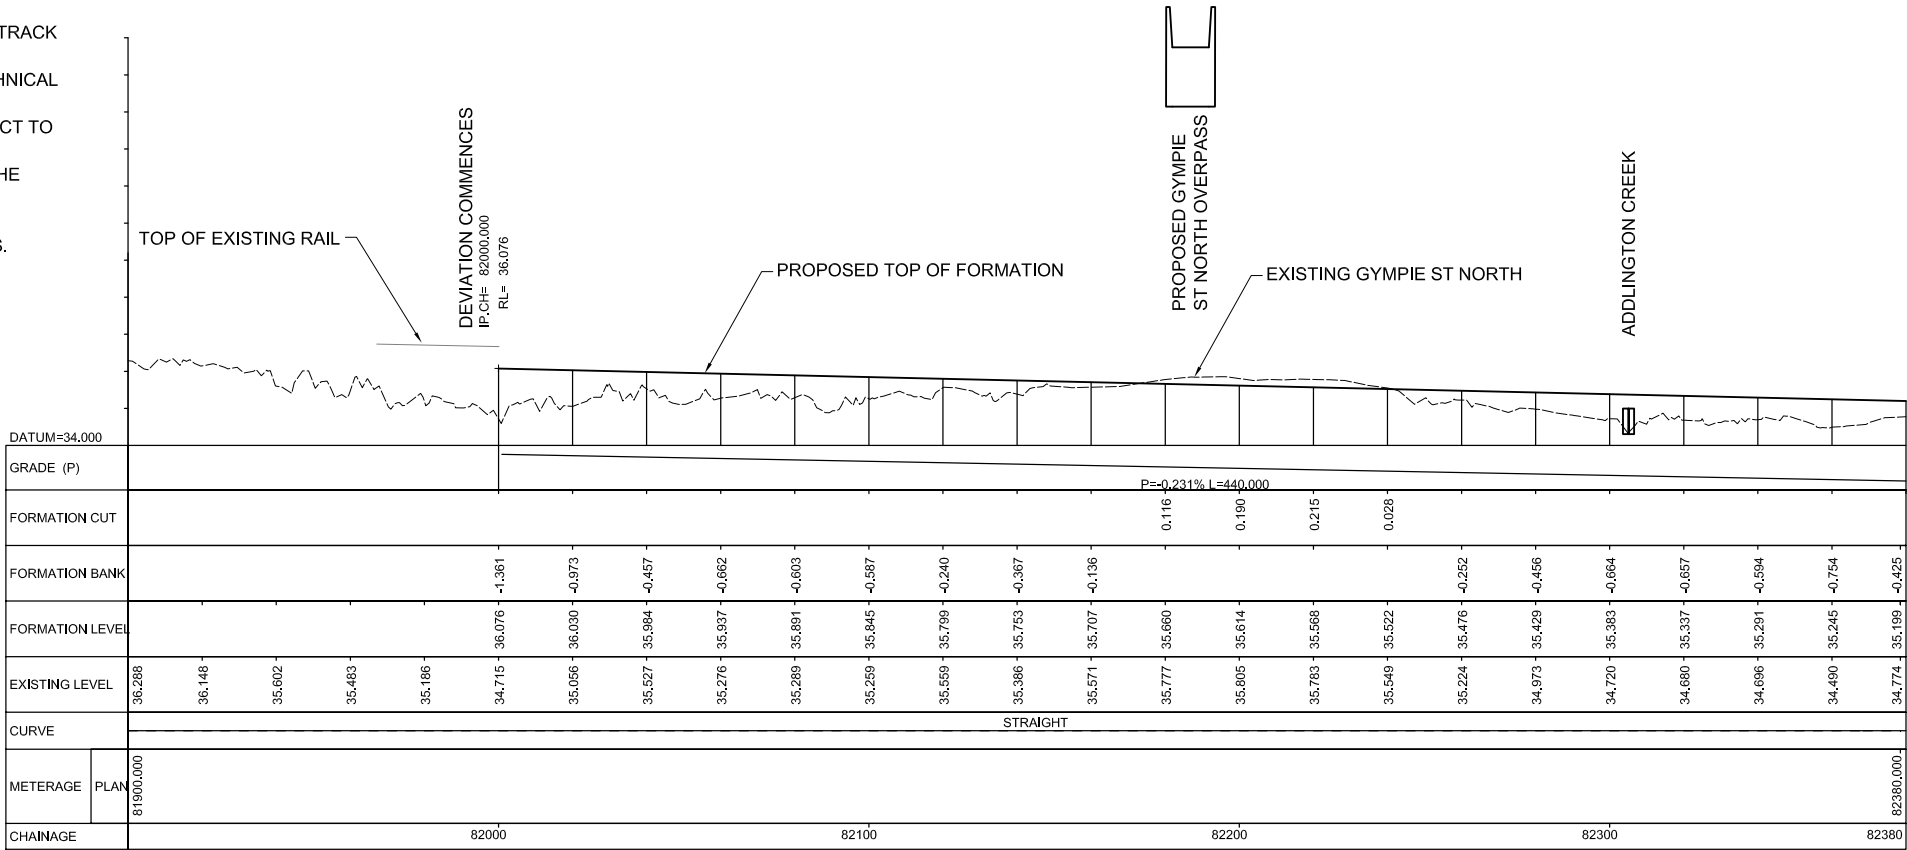 TRACK
HNICAL
CT TO
HE
S.
TOP OF EXISTING RAIL
DEVIATION COMMENCES
IP.CH= 82000.000
RL= 36.076
PROPOSED TOP OF FORMATION
PROPOSED GYMPIE
ST NORTH OVERPASS
EXISTING GYMPIE ST NORTH
ADDLINGTON CREEK
DATUM=34.000
GRADE (P)
P=-0.231% L=440.000
FORMATION CUT
0.116 0.190 0.215 0.028
FORMATION BANK
-1.361 -0.973 -0.457 -0.662 -0.603 -0.587 -0.240 -0.367 -0.136 -0.252 -0.456 -0.664 -0.657 -0.594 -0.754 -0.425
FORMATION LEVEL
36.076 36.030 35.984 35.937 35.891 35.845 35.799 35.753 35.707 35.660 35.614 35.568 35.522 35.476 35.429 35.383 35.337 35.291 35.245 35.199
EXISTING LEVEL
36.288 36.148 35.602 35.483 35.186 34.715 35.056 35.527 35.276 35.289 35.259 35.559 35.386 35.571 35.777 35.805 35.783 35.549 35.224 34.973 34.720 34.680 34.696 34.490 34.774
CURVE
STRAIGHT
METERAGE PLAN
81900.000 82380.000
CHAINAGE
82000 82100 82200 82300 82380